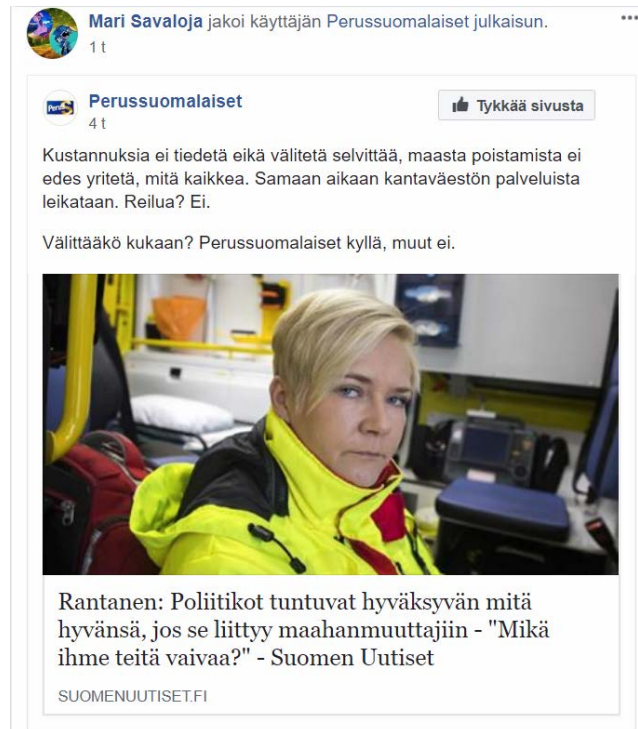 Mari Savaloja jakoi käyttäjän Perussuomalaiset julkaisun.
1 t
Perussuomalaiset
4 t
Tykkää sivusta
Kustannuksia ei tiedetä eikä välitetä selvittää, maasta poistamista ei
edes yritetä, mitä kaikkea. Samaan aikaan kantaväestön palveluista
leikataan. Reilua? Ei.
Välittääkö kukaan? Perussuomalaiset kyllä, muut ei.
Rantanen: Poliitikot tuntuvat hyväksyvän mitä
hyvänsä, jos se liittyy maahanmuuttajiin - "Mikä
ihme teitä vaivaa?" - Suomen Uutiset
SUOMENUUTISET.FI